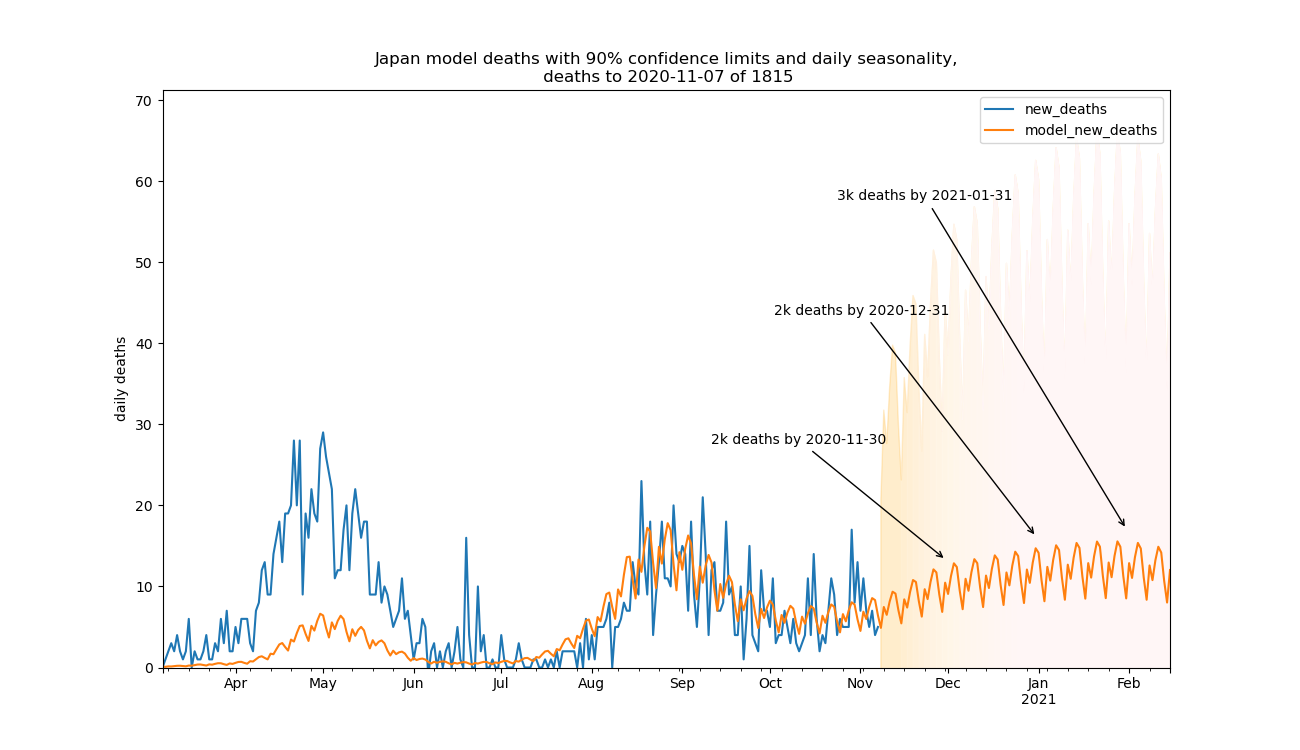 Japan model deaths with 90% confidence limits and daily seasonality,
deaths to 2020-11-07 of 1815
new_deaths
model_new_deaths
70
60
50
40
30
20
10
0
daily deaths
3k deaths by 2021-01-31
2k deaths by 2020-12-31
2k deaths by 2020-11-30
Apr May Jun Jul Aug Sep Oct Nov Dec Jan Feb
2021